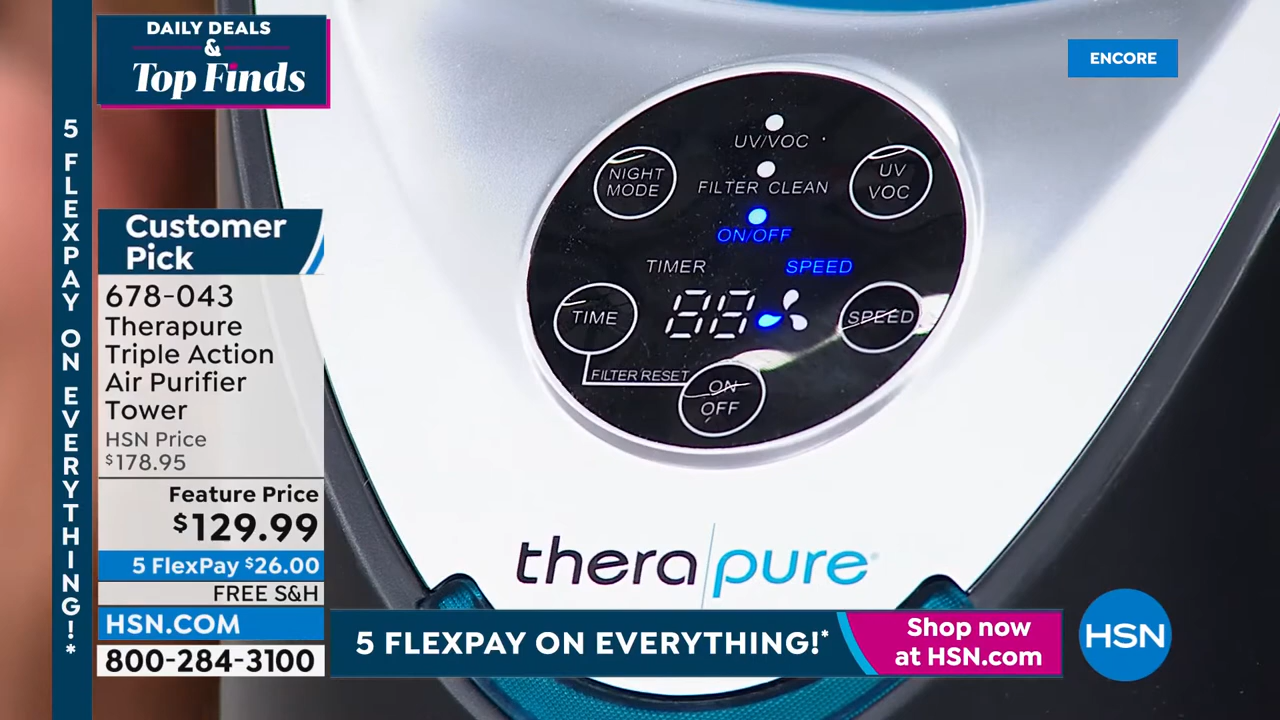 DAILY DEALS
&
Top Finds
ENCORE
5 FLEXPAY ON EVERYTHING!*
Customer
Pick
678-043
Therapure
Triple Action
Air Purifier
Tower
HSN Price
$178.95
Feature Price
$129.99
5 FlexPay $26.00
FREE S&H
HSN.COM
800-284-3100
UV/VOC
NIGHT
MODE
FILTER CLEAN
UV
VOC
ON/OFF
TIMER
SPEED
TIME
88
SPEED
FILTER RESET
ON
OFF
thera|pure
5 FLEXPAY ON EVERYTHING!*
Shop now
at HSN.com
HSN